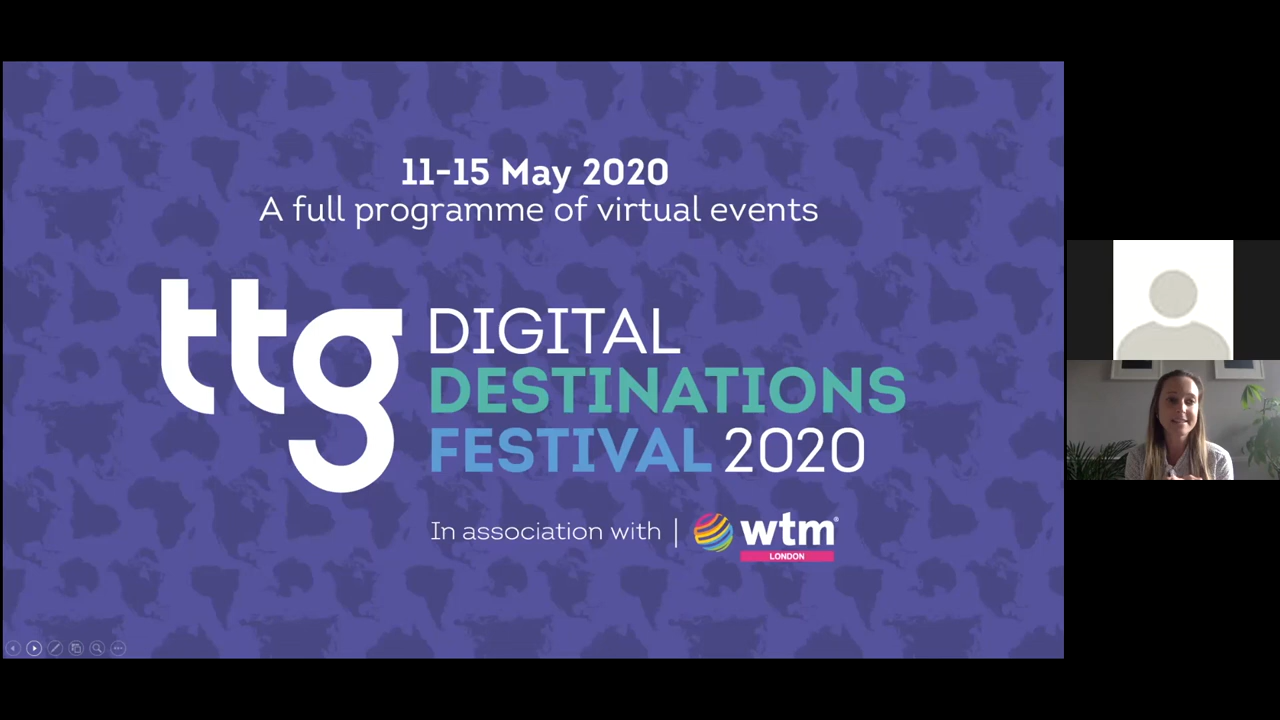 11-15 May 2020
A full programme of virtual events
ttg
DIGITAL
DESTINATIONS
FESTIVAL 2020
In association with | wtm®
LONDON